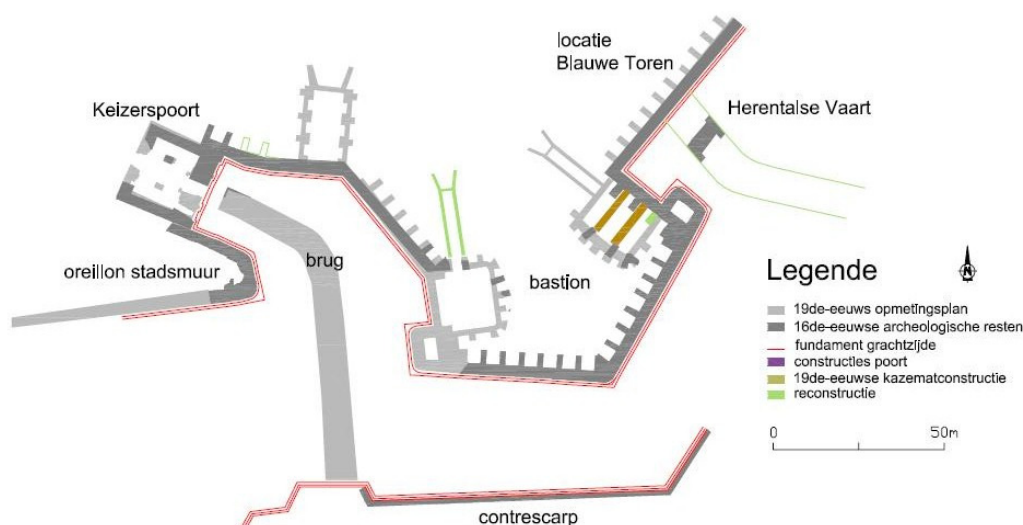 locatie
Blauwe Toren
Keizerspoort
Herentalse Vaart
oreillon stadsmuur
brug
bastion
contrescarp
Legende
N
19de-eeuws opmetingsplan
16de-eeuwse archeologische resten
fundament grachtzijde
constructies poort
19de-eeuwse kazematconstructie
reconstructie
0
50m